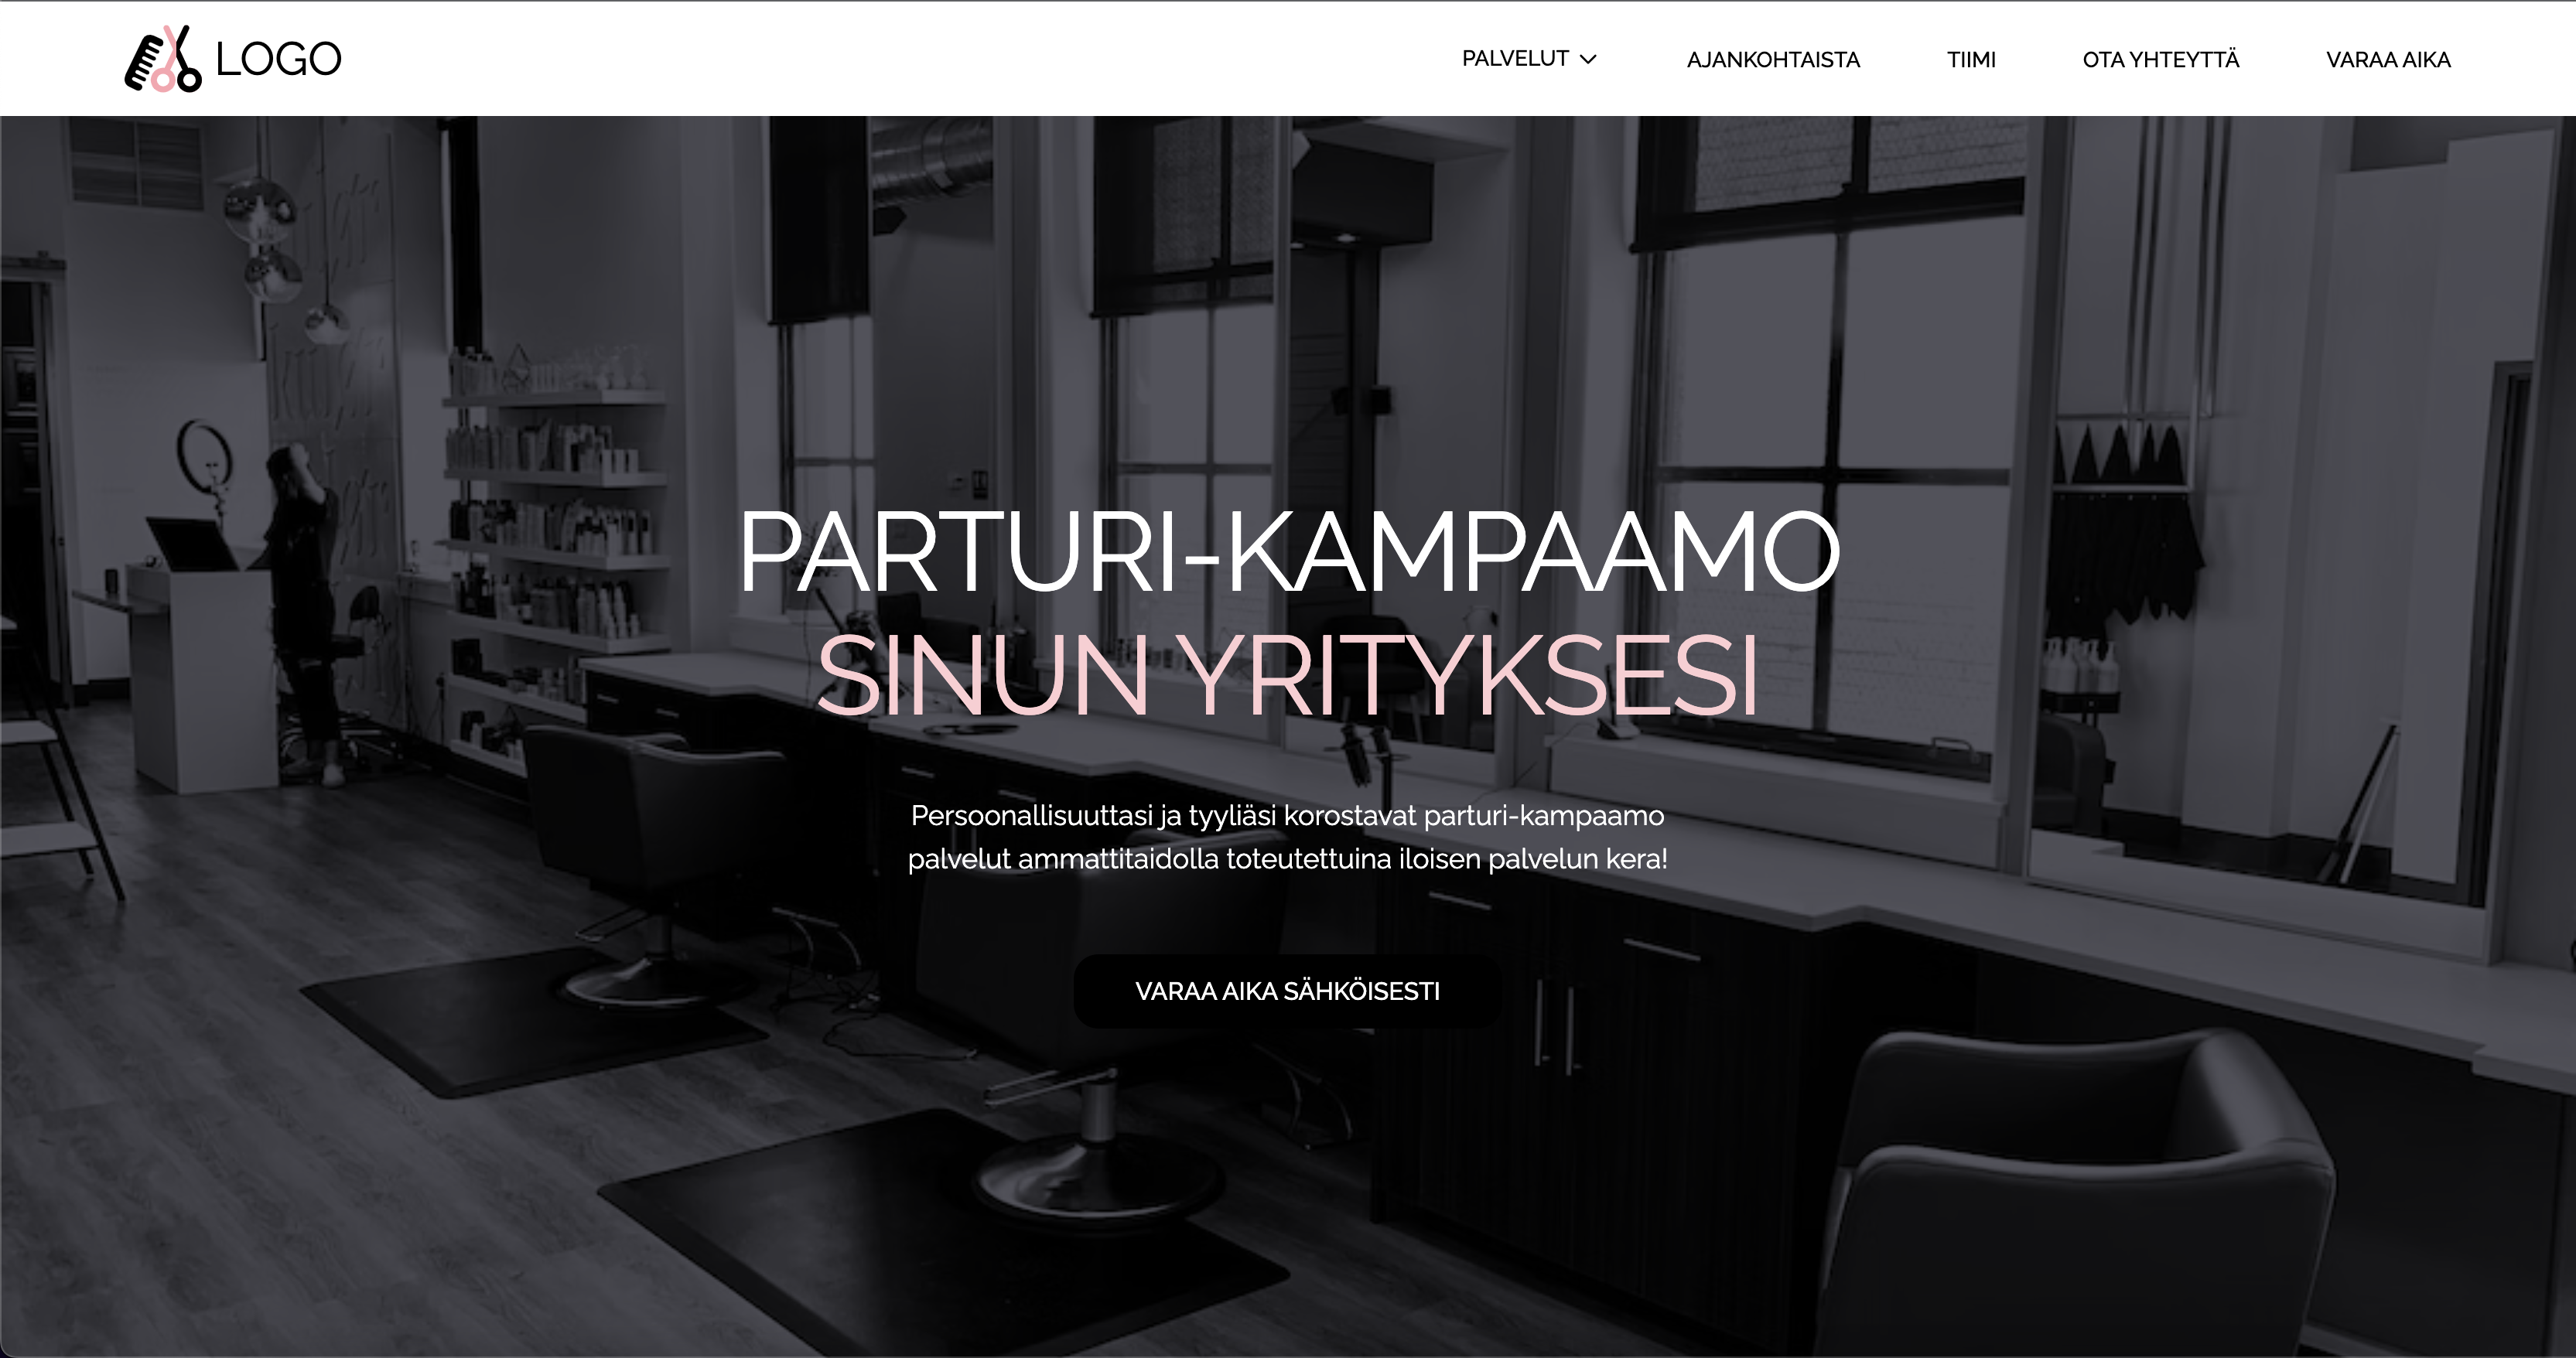 LOGO
PALVELUT
AJANKOHTAISTA
TIIMI
OTA YHTEYTTÄ
VARAA AIKA
PARTURI-KAMPAAMO
SINUN YRITYKSESI
Persoonallisuuttasi ja tyyliäsi korostavat parturi-kampaamo
palvelut ammattitaidolla toteutettuina iloisen palvelun kera!
VARAA AIKA SÄHKÖISESTI